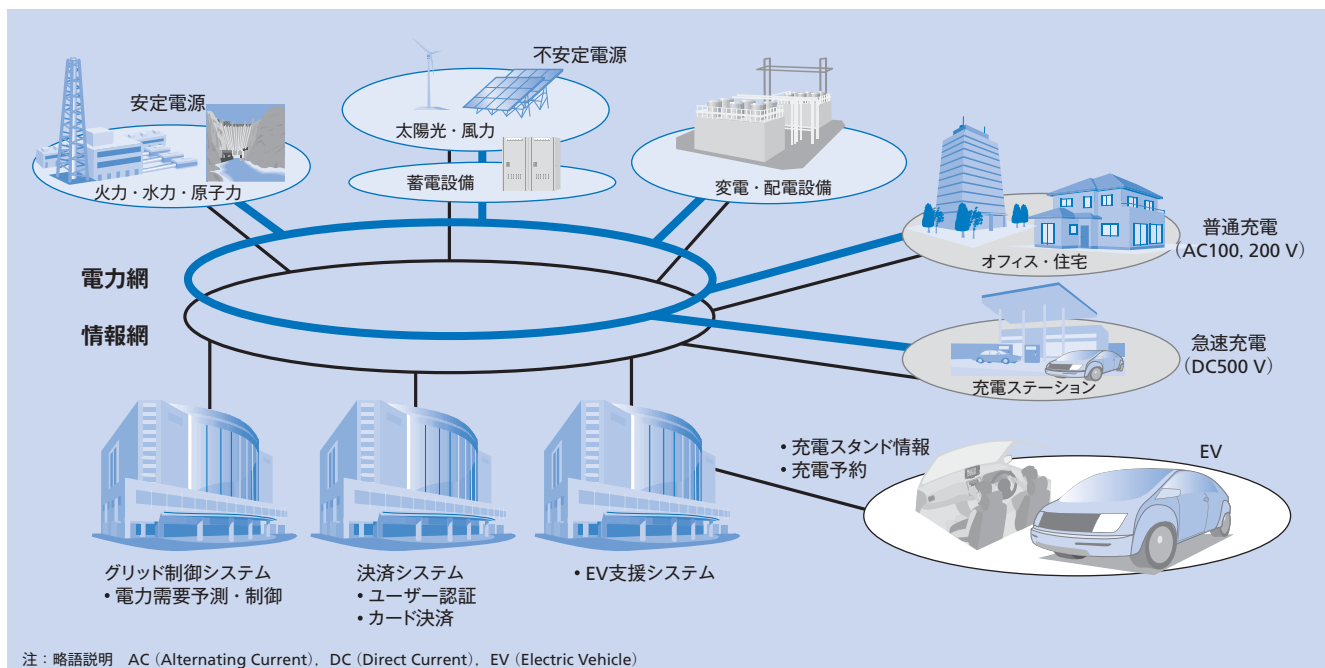 不安定電源
安定電源
太陽光・風力
火力・水力・原子力
蓄電設備
変電・配電設備
普通充電
(AC100, 200 V)
オフィス・住宅
電力網
情報網
急速充電
(DC500 V)
充電ステーション
• 充電スタンド情報
• 充電予約
EV
グリッド制御システム
• 電力需要予測・制御
決済システム
• ユーザー認証
• カード決済
• EV支援システム
注：略語説明　AC（Alternating Current），DC（Direct Current），EV（Electric Vehicle）